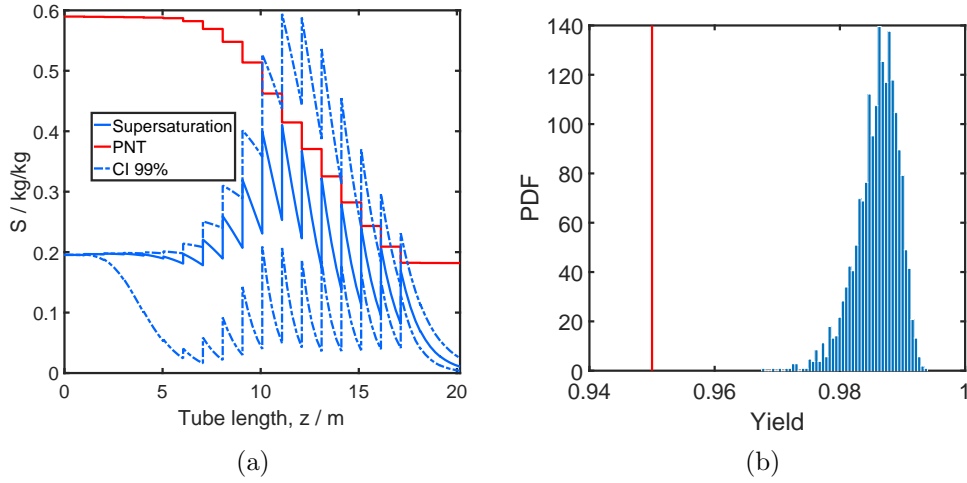 0.6
0.5
0.4
0.3
0.2
0.1
0
S / kg/kg
Supersaturation
PNT
CI 99%
0 5 10 15 20
Tube length, z / m
(a)
140
120
100
80
60
40
20
0
PDF
0.94 0.96 0.98 1
Yield
(b)